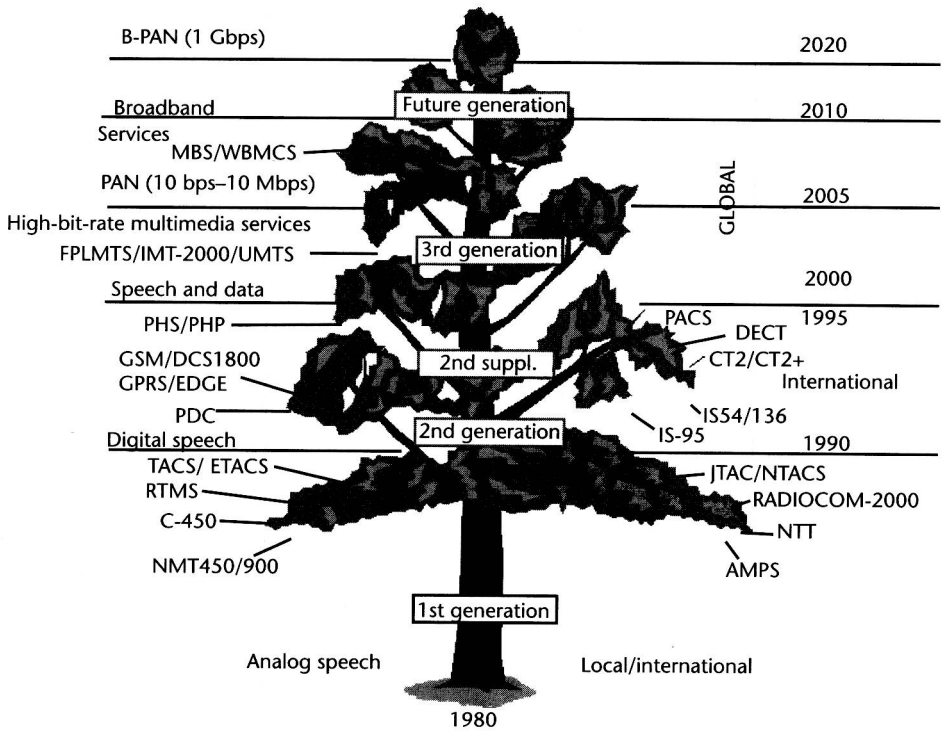 B-PAN (1 Gbps)
2020
Future generation
Broadband
2010
Services
MBS/WBMCS
PAN (10 bps–10 Mbps)
GLOBAL
2005
High-bit-rate multimedia services
FPLMTS/IMT-2000/UMTS
3rd generation
Speech and data
2000
1995
PHS/PHP
PACS
DECT
GSM/DCS1800
2nd suppl.
CT2/CT2+
GPRS/EDGE
International
PDC
IS54/136
2nd generation
IS-95
Digital speech
1990
TACS/ ETACS
JTAC/NTACS
RTMS
RADIOCOM-2000
C-450
NTT
NMT450/900
AMPS
1st generation
Analog speech
Local/international
1980